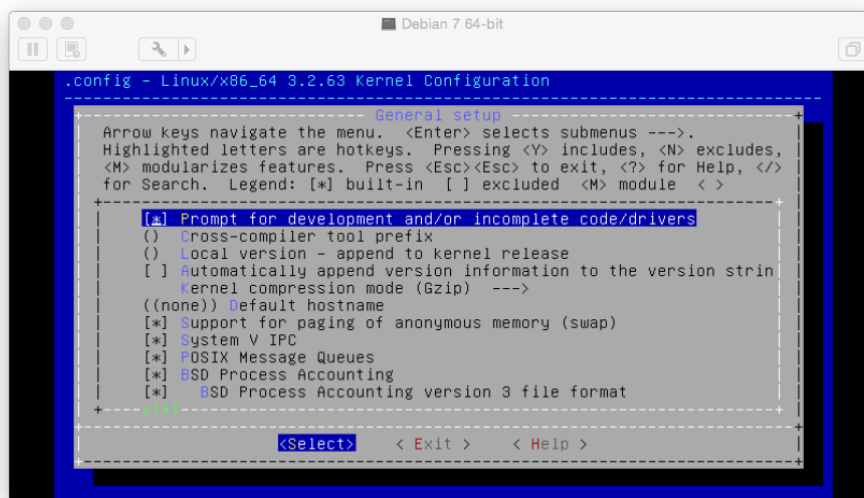 Debian 7 64-bit
.config - Linux/x86_64 3.2.63 Kernel Configuration
General setup
Arrow keys navigate the menu. <Enter> selects submenus --->.
Highlighted letters are hotkeys. Pressing <Y> includes, <N> excludes,
<M> modularizes features. Press <Esc><Esc> to exit, <?> for Help, </>
for Search. Legend: [*] built-in [ ] excluded <M> module < >
[*] Prompt for development and/or incomplete code/drivers
() Cross-compiler tool prefix
() Local version - append to kernel release
[ ] Automatically append version information to the version strin
Kernel compression mode (Gzip) --->
((none)) Default hostname
[*] Support for paging of anonymous memory (swap)
[*] System V IPC
[*] POSIX Message Queues
[*] BSD Process Accounting
[*] BSD Process Accounting version 3 file format
v(+)
<Select> < Exit > < Help >